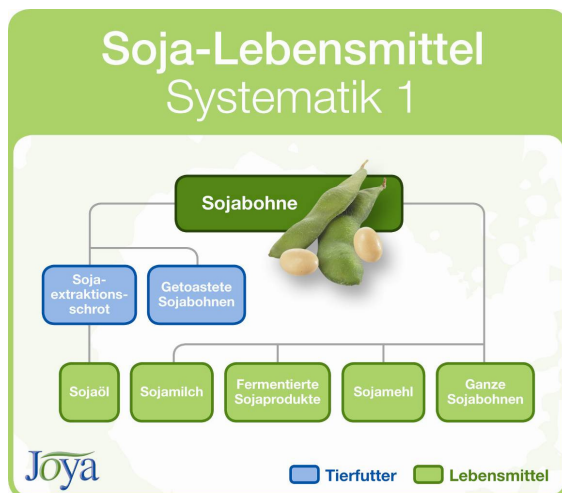 Soja-Lebensmittel
Systematik 1
Sojabohne
Soja-
extraktions-
schrot
Getoastete
Sojabohnen
Sojaöl
Sojamilch
Fermentierte
Sojaprodukte
Sojamehl
Ganze
Sojabohnen
Joya
Tierfutter
Lebensmittel